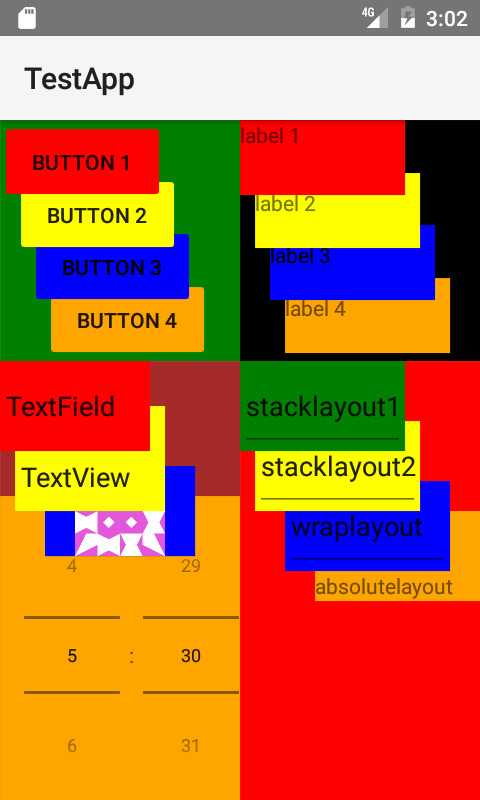 4G 3:02
TestApp
BUTTON 1
BUTTON 2
BUTTON 3
BUTTON 4
label 1
label 2
label 3
label 4
TextField
TextView
4 29
5 : 30
6 31
stacklayout1
stacklayout2
wraplayout
absolutelayout